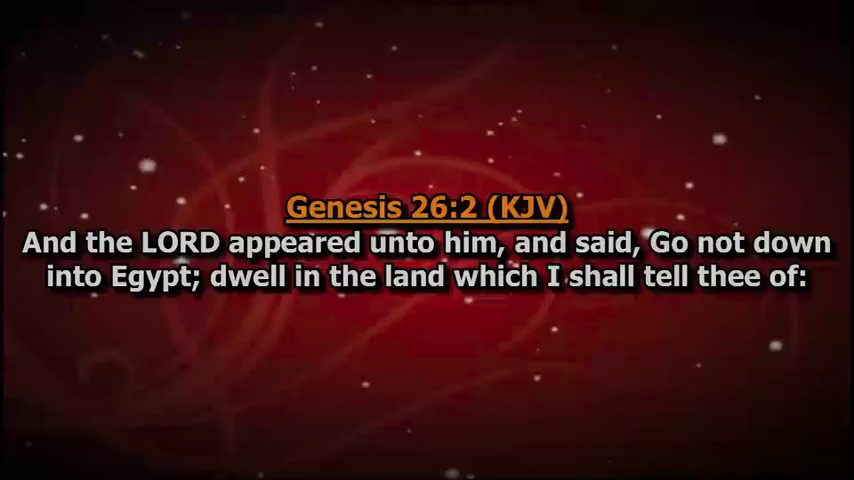 Genesis 26:2 (KJV)
And the LORD appeared unto him, and said, Go not down
into Egypt; dwell in the land which I shall tell thee of: